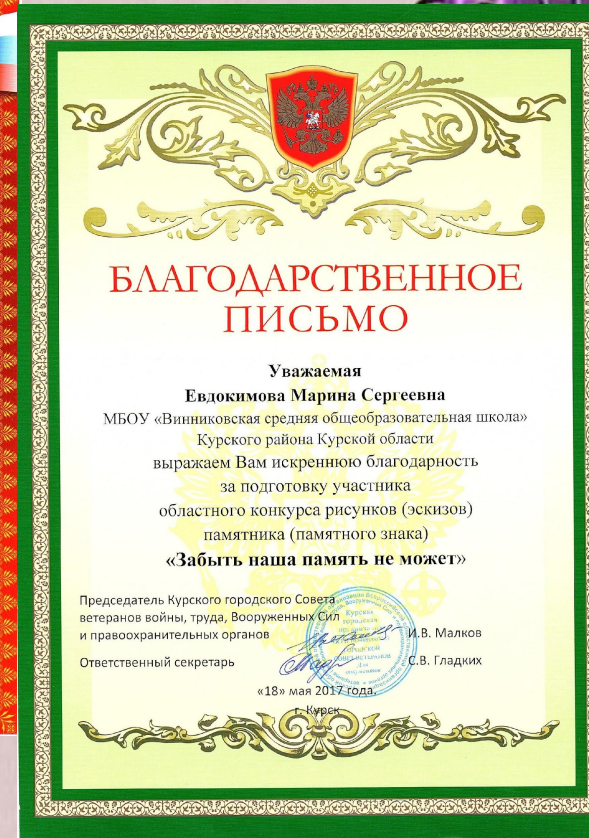 БЛАГОДАРСТВЕННОЕ
ПИСЬМО
Уважаемая
Евдокимова Марина Сергеевна
МБОУ «Винниковская средняя общеобразовательная школа»
Курского района Курской области
выражаем Вам искреннюю благодарность
за подготовку участника
областного конкурса рисунков (эскизов)
памятника (памятного знака)
«Забыть наша память не может»
Председатель Курского городского Совета
ветеранов войны, труда, Вооруженных Сил
и правоохранительных органов И.В. Малков
Ответственный секретарь С.В. Гладких
«18» мая 2017 года.
г. Курск